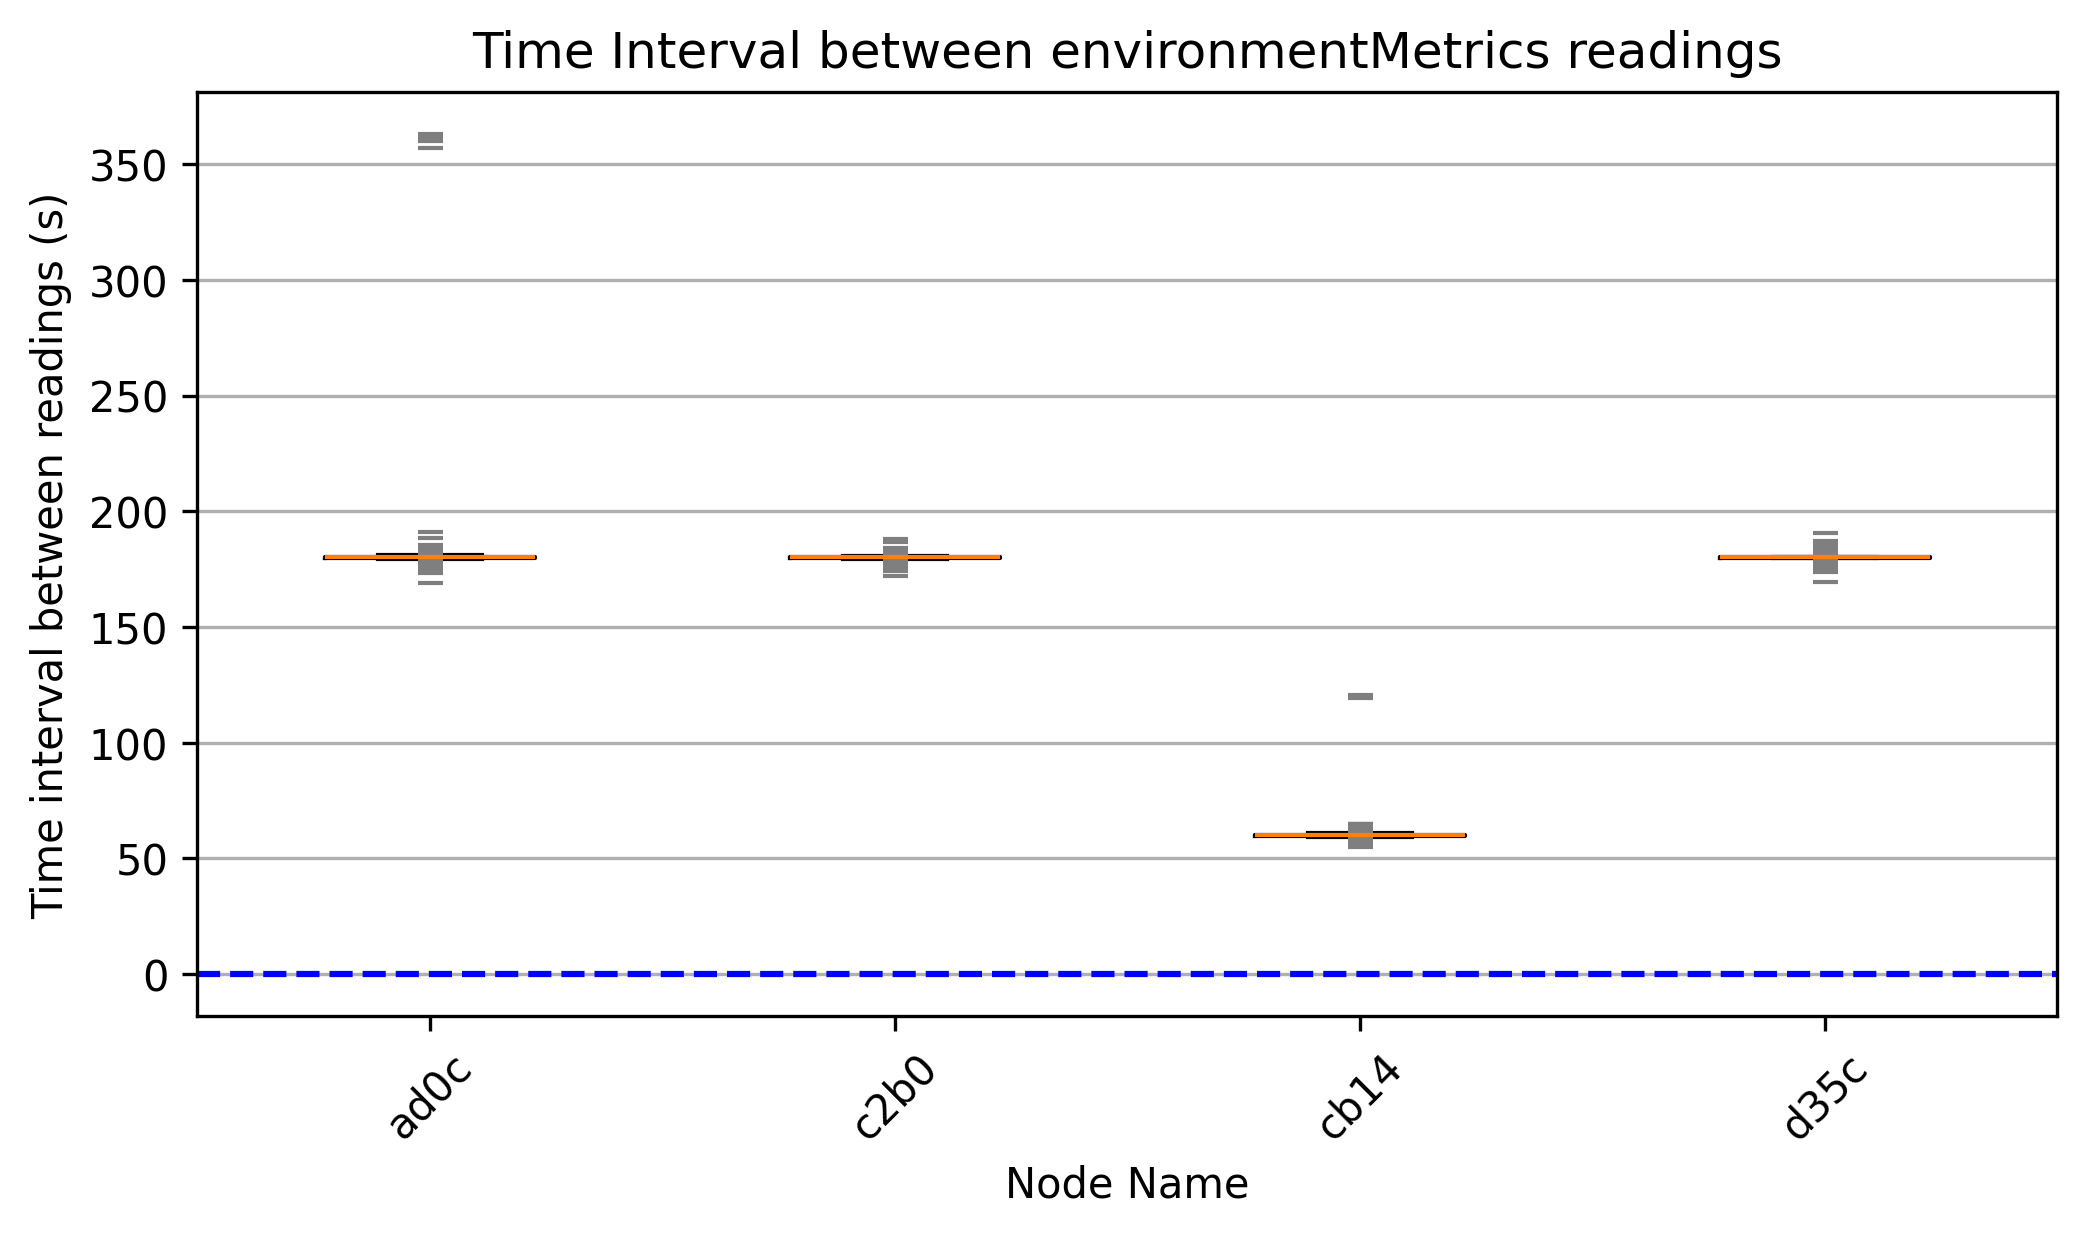 Time Interval between environmentMetrics readings
Time interval between readings (s)
350
300
250
200
150
100
50
0
ad0c
c2b0
cb14
d35c
Node Name